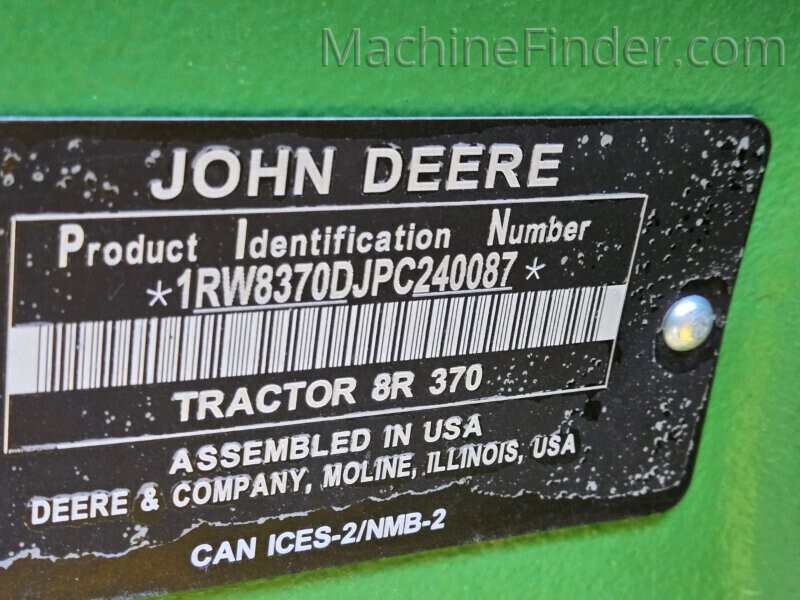 MachineFinder.com
JOHN DEERE
Product Identification Number
*1RW8370DJPC240087*
TRACTOR 8R 370
ASSEMBLED IN USA
DEERE & COMPANY, MOLINE, ILLINOIS, USA
CAN ICES-2/NMB-2